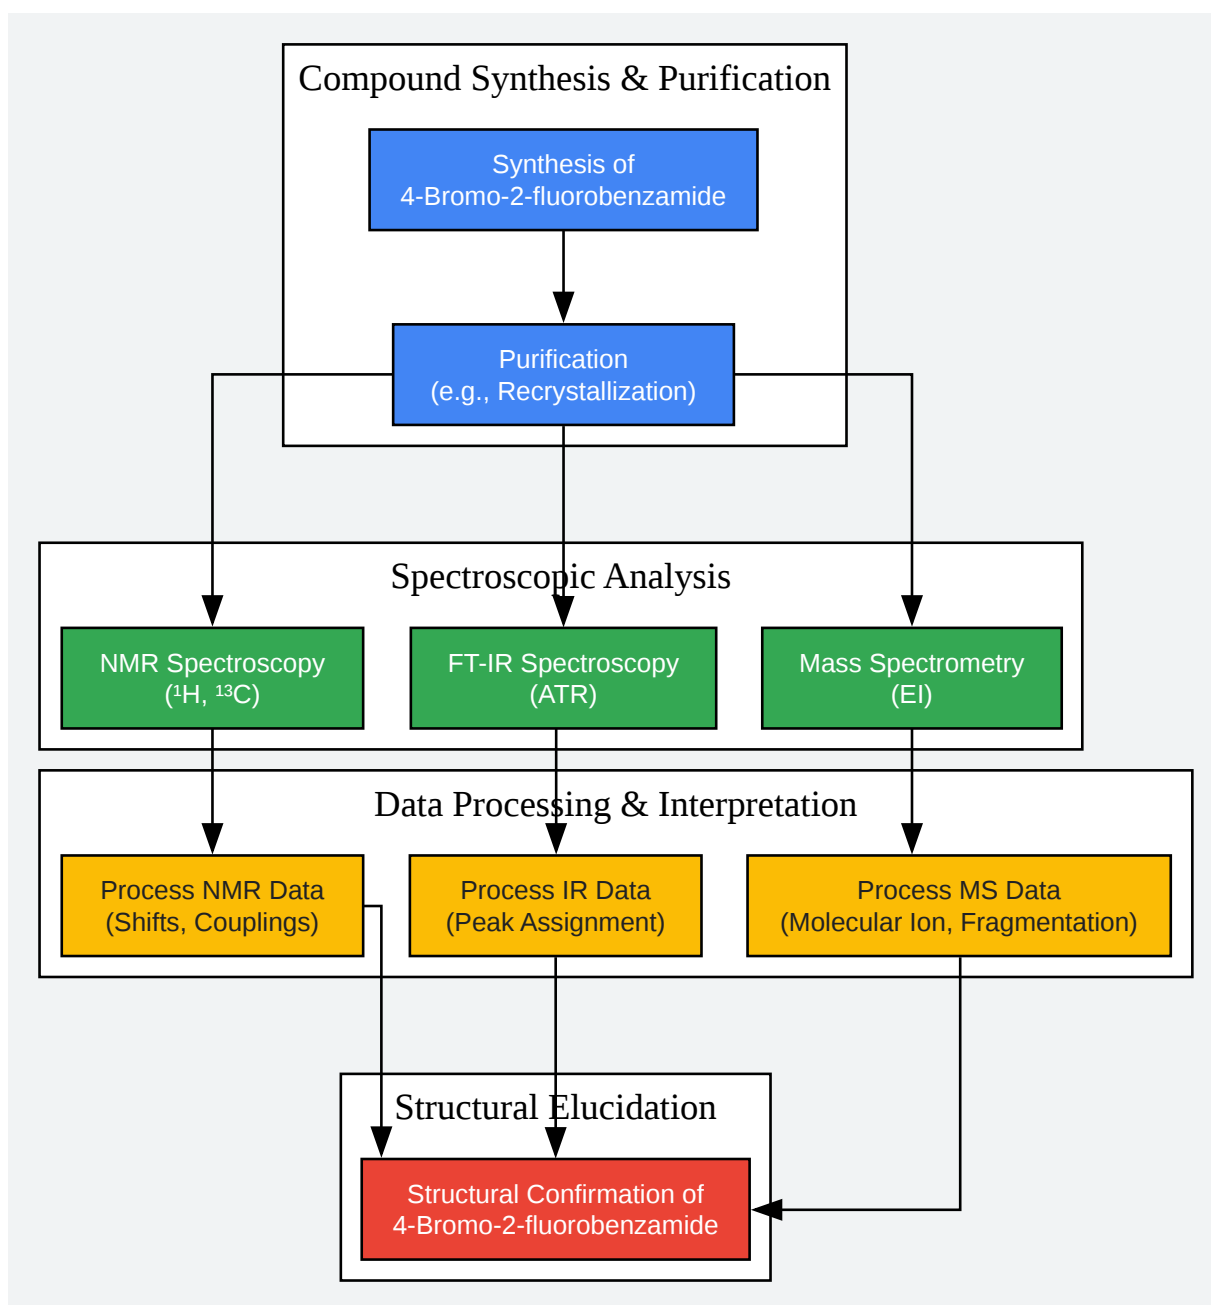 Compound Synthesis & Purification
Synthesis of
4-Bromo-2-fluorobenzamide
Purification
(e.g., Recrystallization)
Spectroscopic Analysis
NMR Spectroscopy
(¹H, ¹³C)
FT-IR Spectroscopy
(ATR)
Mass Spectrometry
(EI)
Data Processing & Interpretation
Process NMR Data
(Shifts, Couplings)
Process IR Data
(Peak Assignment)
Process MS Data
(Molecular Ion, Fragmentation)
Structural Elucidation
Structural Confirmation of
4-Bromo-2-fluorobenzamide